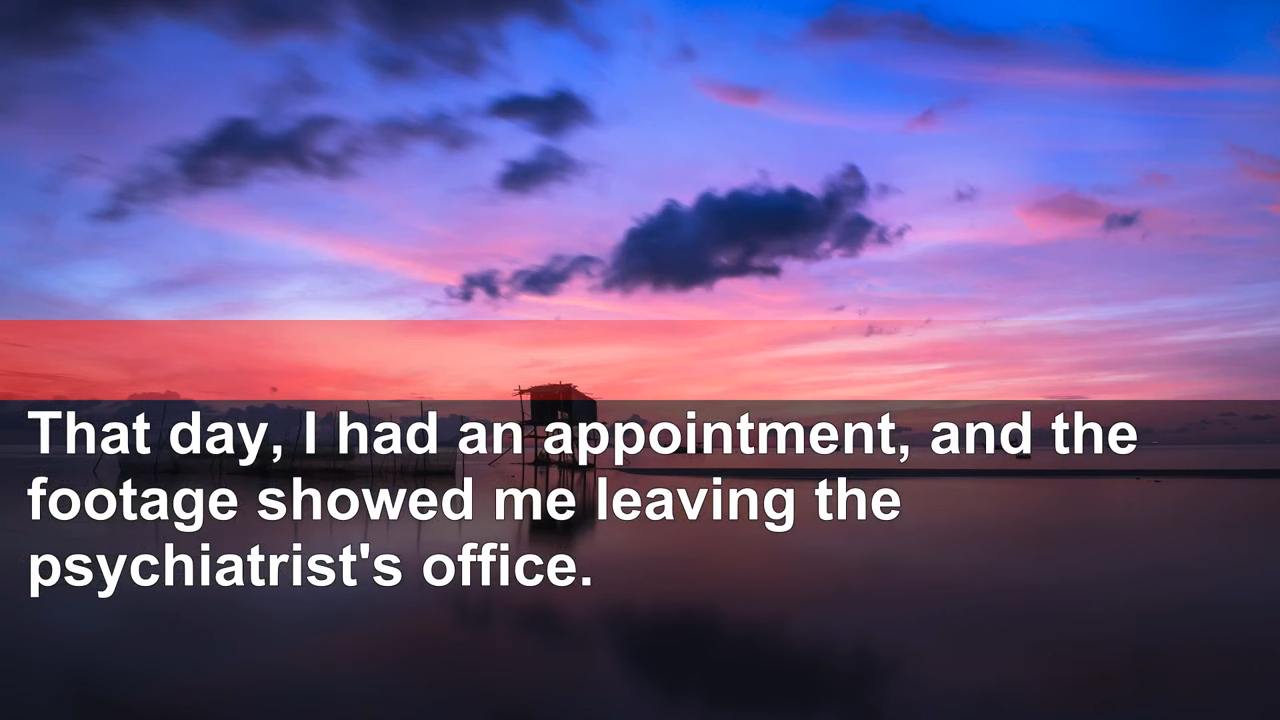 That day, I had an appointment, and the
footage showed me leaving the
psychiatrist's office.